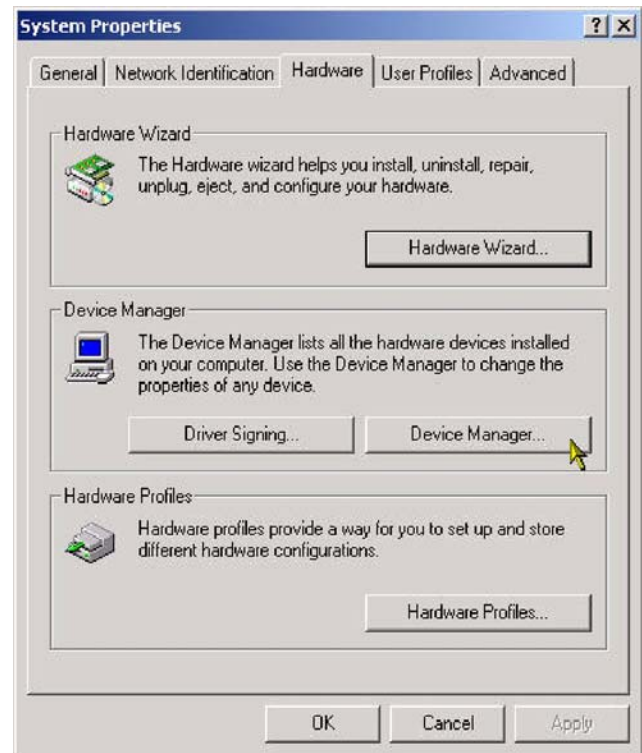 System Properties
General
Network Identification
Hardware
User Profiles
Advanced
Hardware Wizard
The Hardware wizard helps you install, uninstall, repair,
unplug, eject, and configure your hardware.
Hardware Wizard...
Device Manager
The Device Manager lists all the hardware devices installed
on your computer. Use the Device Manager to change the
properties of any device.
Driver Signing...
Device Manager...
Hardware Profiles
Hardware profiles provide a way for you to set up and store
different hardware configurations.
Hardware Profiles...
OK
Cancel
Apply